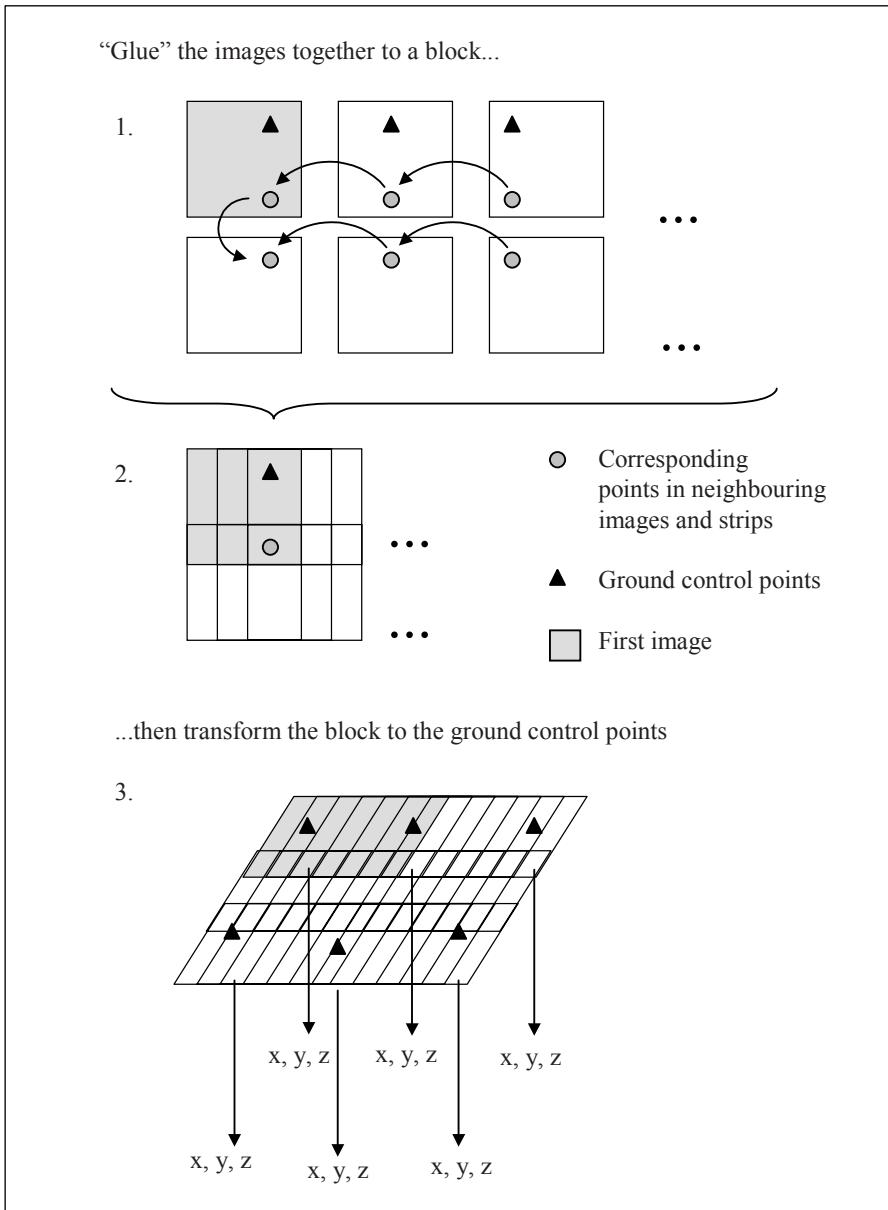 “Glue” the images together to a block...
1.
...
...
2.
...
...
Corresponding
points in neighbouring
images and strips
Ground control points
First image
...then transform the block to the ground control points
3.
x, y, z
x, y, z
x, y, z
x, y, z
x, y, z
x, y, z